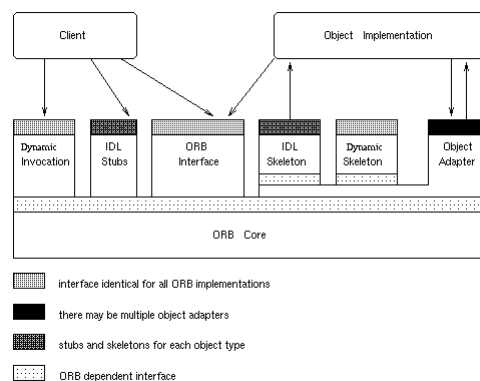 Client
Object Implementation
Dynamic
Invocation
IDL
Stubs
ORB
Interface
IDL
Skeleton
Dynamic
Skeleton
Object
Adapter
ORB Core
interface identical for all ORB implementations
there may be multiple object adapters
stubs and skeletons for each object type
ORB dependent interface